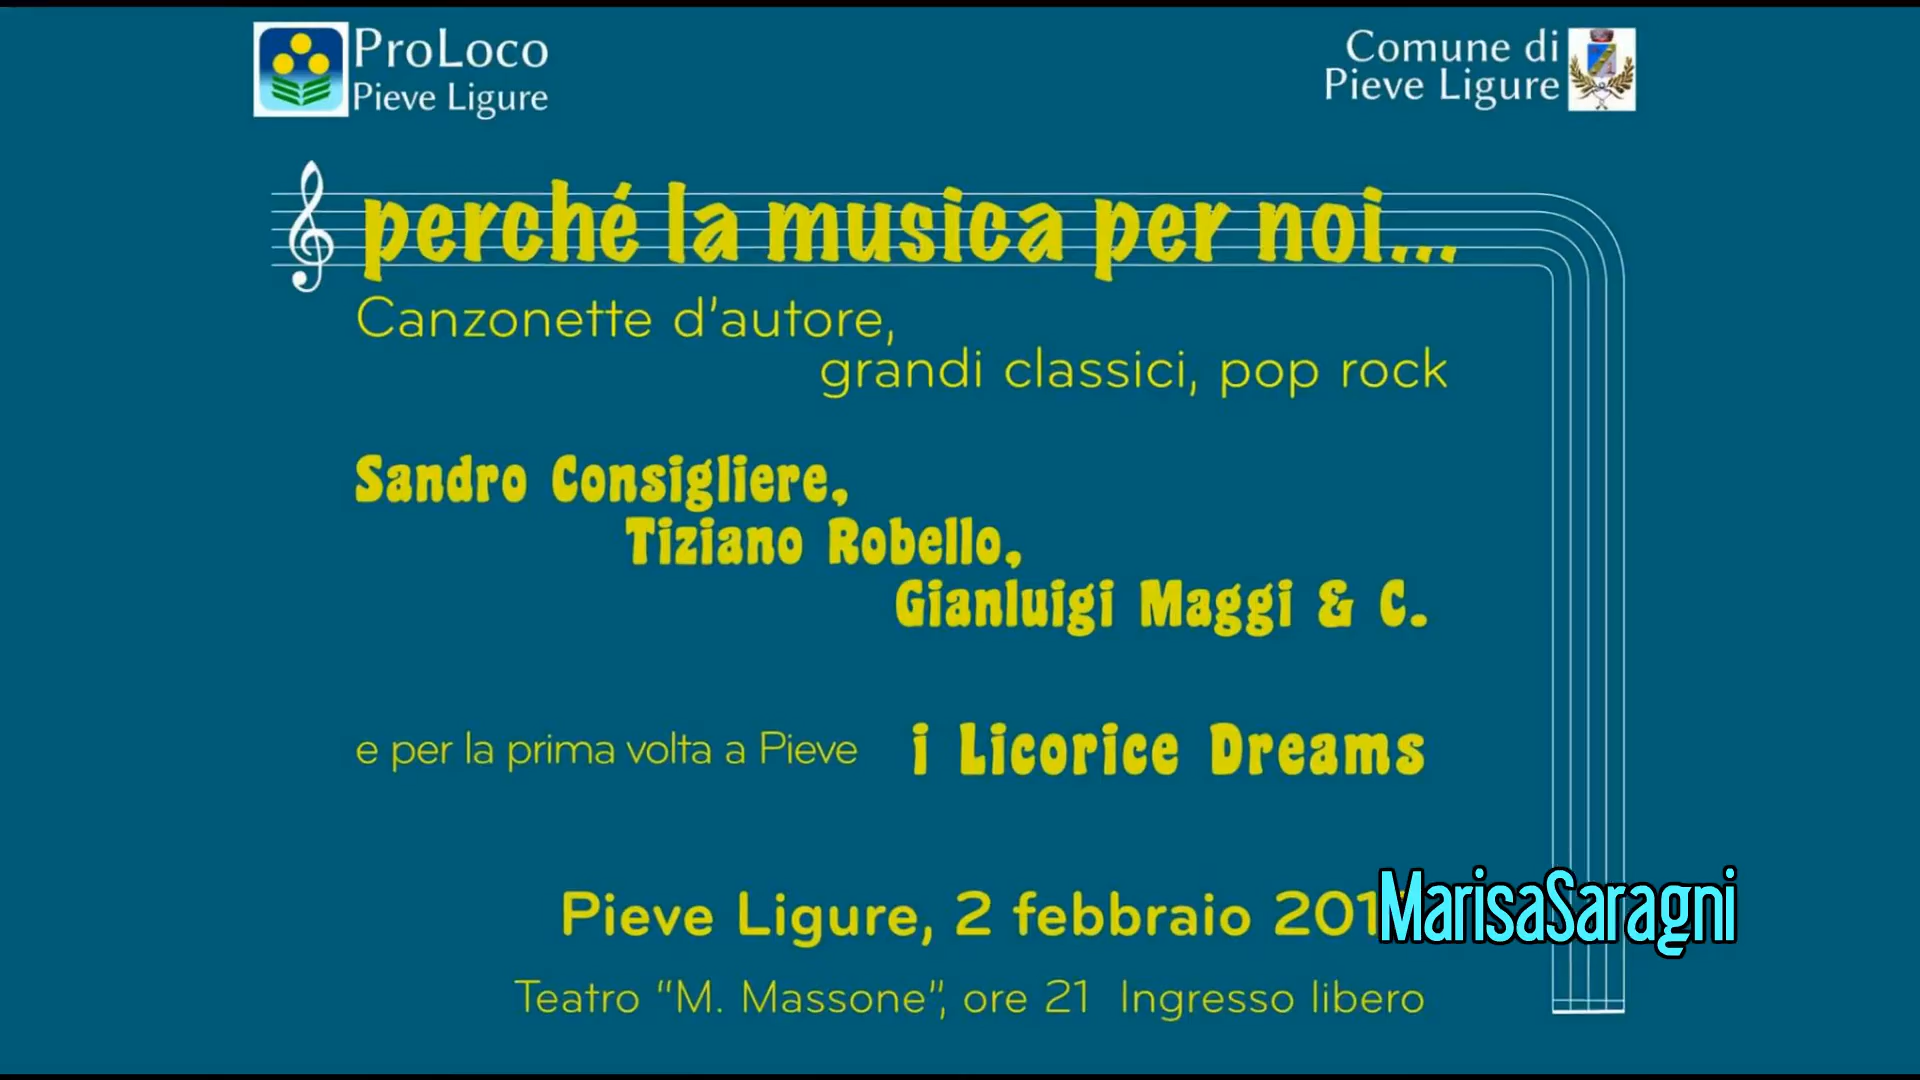 ProLoco
Pieve Ligure
Comune di
Pieve Ligure
perché la musica per noi...
Canzonette d'autore,
grandi classici, pop rock
Sandro Consigliere,
Tiziano Robello,
Gianluigi Maggi & C.
e per la prima volta a Pieve i Licorice Dreams
Pieve Ligure, 2 febbraio
MarisaSaragni
Teatro "M. Massone", ore 21 Ingresso libero